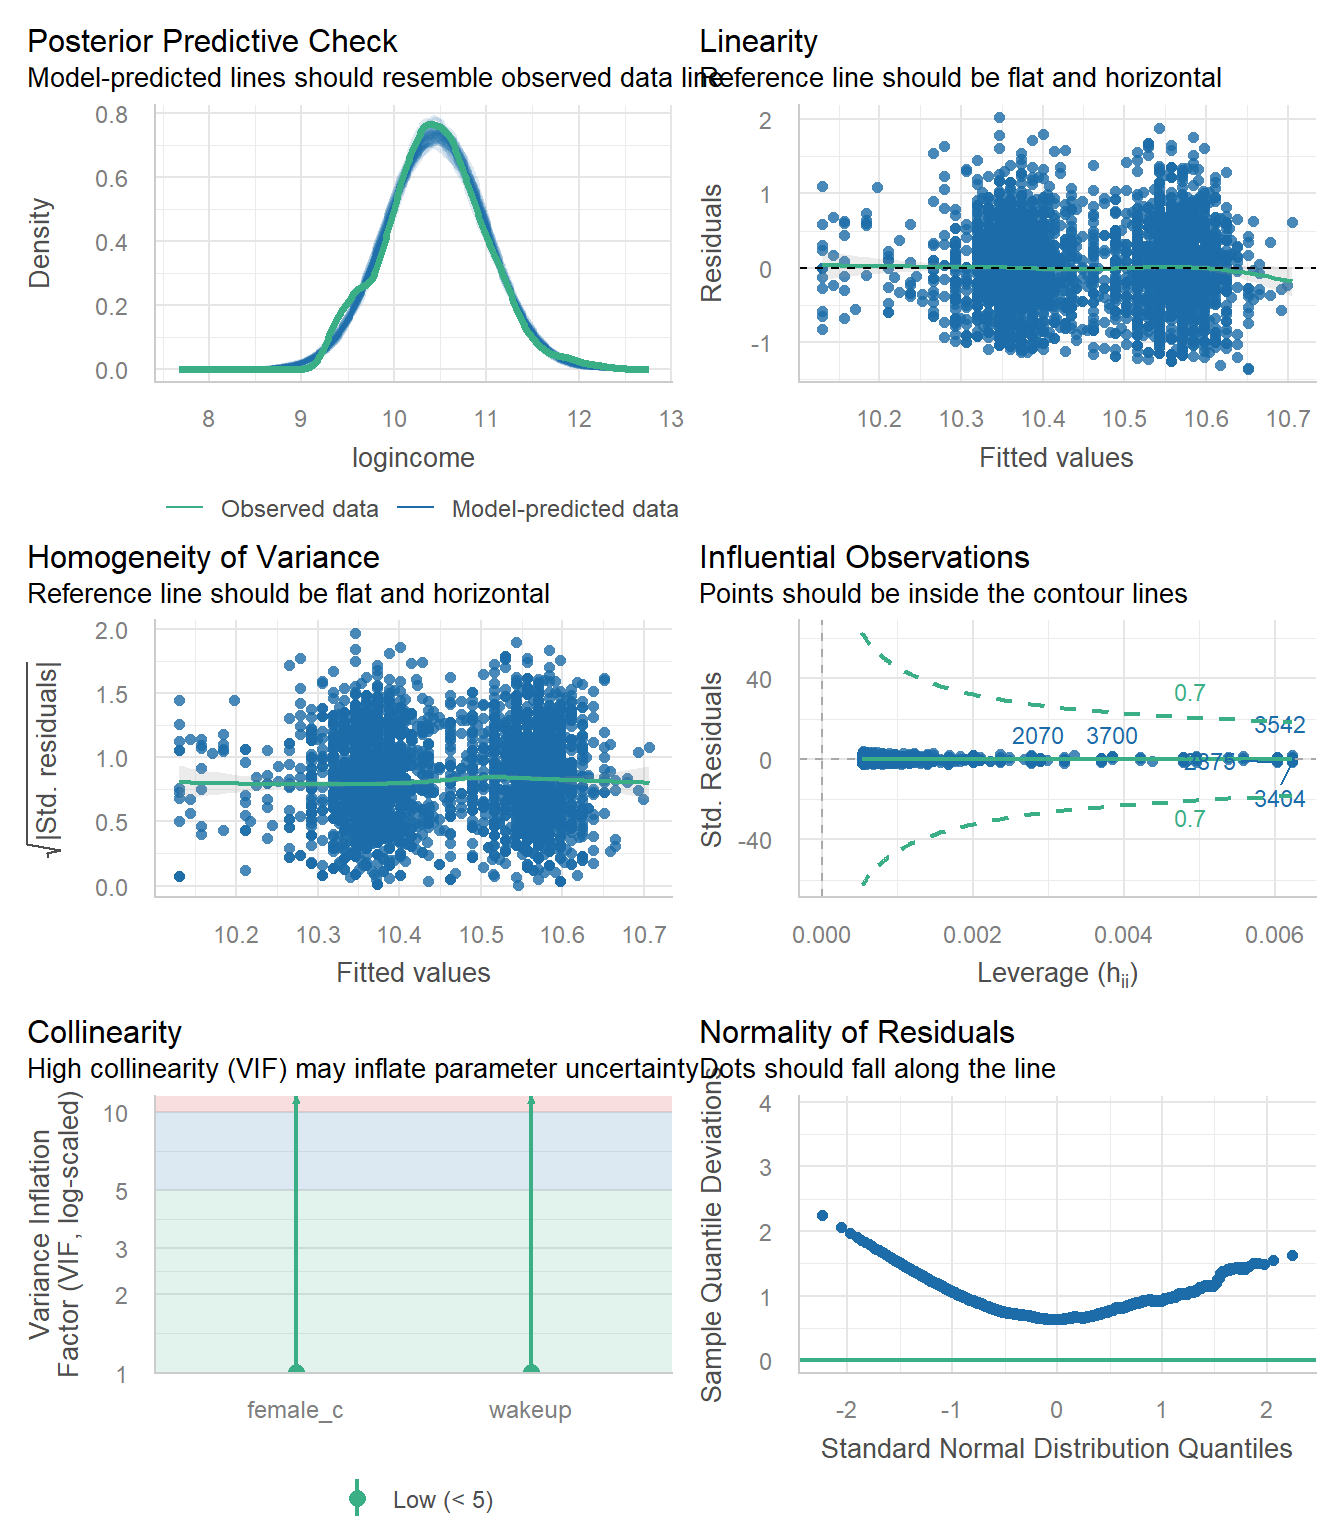 Posterior Predictive Check
Model-predicted lines should resemble observed data line
0.8
0.6
0.4
0.2
0.0
Density
8 9 10 11 12 13
logincome
Observed data Model-predicted data
Linearity
Reference line should be flat and horizontal
2
1
0
-1
Residuals
10.2 10.3 10.4 10.5 10.6 10.7
Fitted values
Homogeneity of Variance
Reference line should be flat and horizontal
2.0
1.5
1.0
0.5
0.0
√|Std. residuals|
10.2 10.3 10.4 10.5 10.6 10.7
Fitted values
Influential Observations
Points should be inside the contour lines
40
0
-40
Std. Residuals
0.7
3542
2070 3700
2875
3404
0.7
0.000 0.002 0.004 0.006
Leverage (hii)
Collinearity
High collinearity (VIF) may inflate parameter uncertainty
10
5
3
2
1
Variance Inflation
Factor (VIF, log-scaled)
female_c wakeup
Low (< 5)
Normality of Residuals
Dots should fall along the line
4
3
2
1
0
Sample Quantile Deviations
-2 -1 0 1 2
Standard Normal Distribution Quantiles